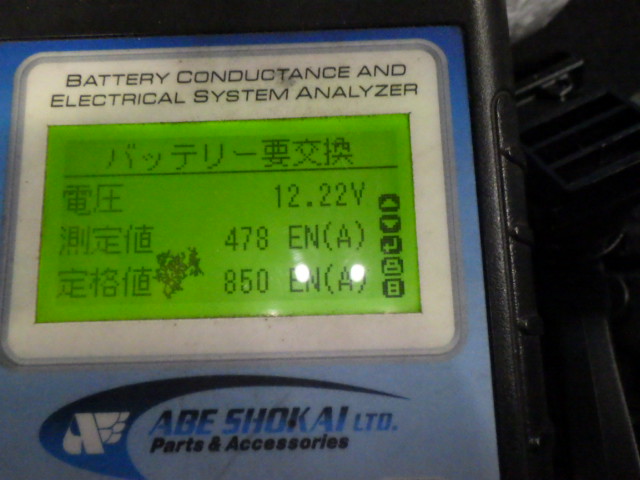 BATTERY CONDUCTANCE AND
ELECTRICAL SYSTEM ANALYZER
バッテリー要交換
電圧 12.22V
測定値 478 EN(A)
定格値 850 EN(A)
ABE SHOKAI LTD.
Parts & Accessories